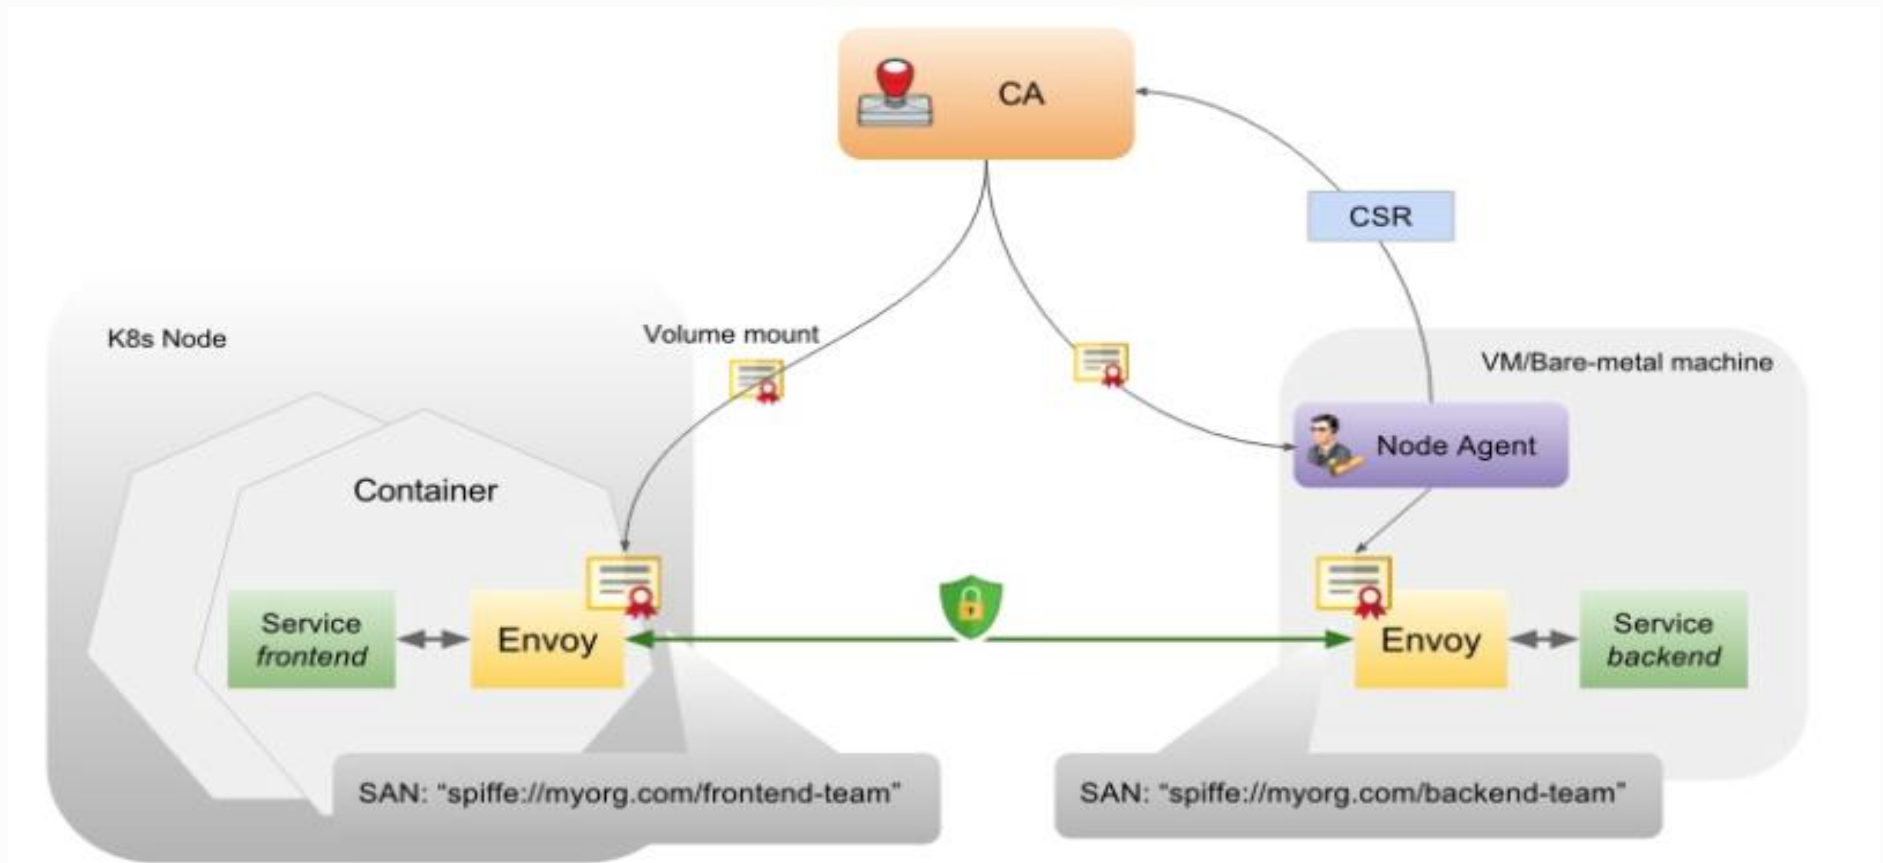 CA
CSR
K8s Node
Volume mount
VM/Bare-metal machine
Node Agent
Container
Service
frontend
Envoy
Envoy
Service
backend
SAN: “spiffe://myorg.com/frontend-team”
SAN: “spiffe://myorg.com/backend-team”